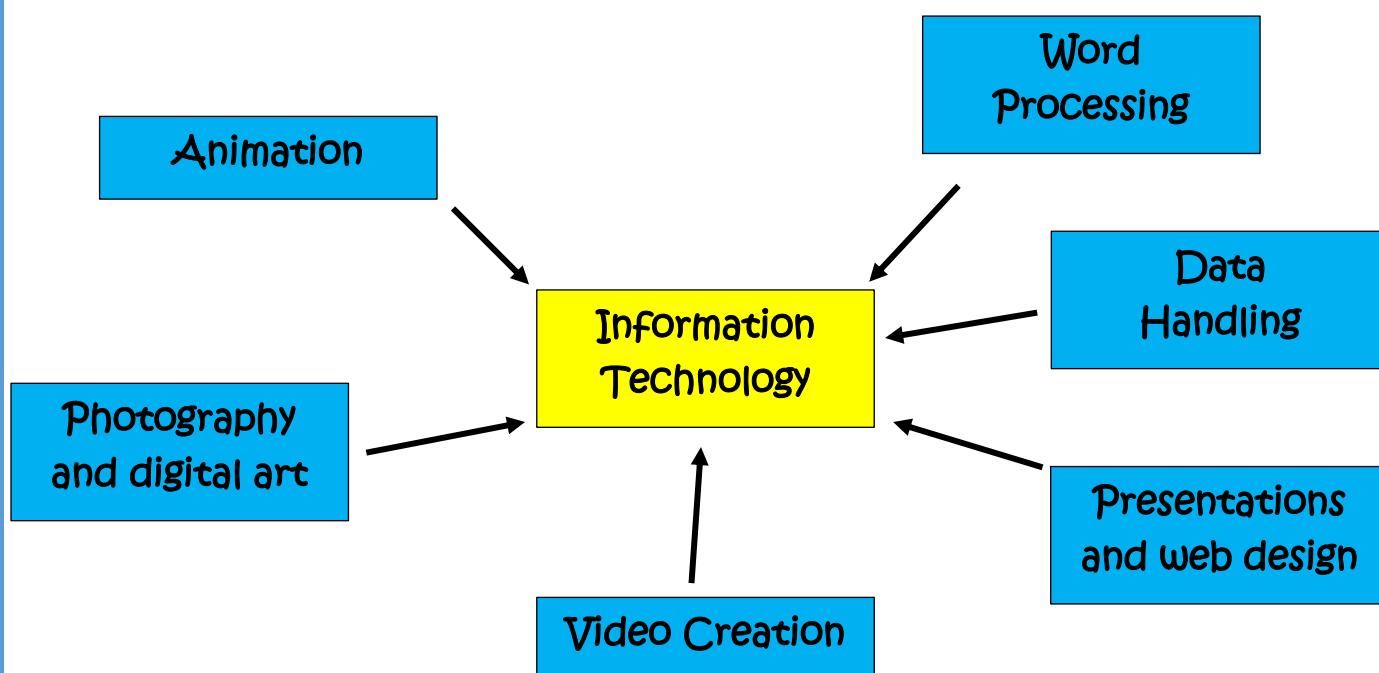 Word
Processing
Animation
Data
Handling
Information
Technology
Photography
and digital art
Presentations
and web design
Video Creation